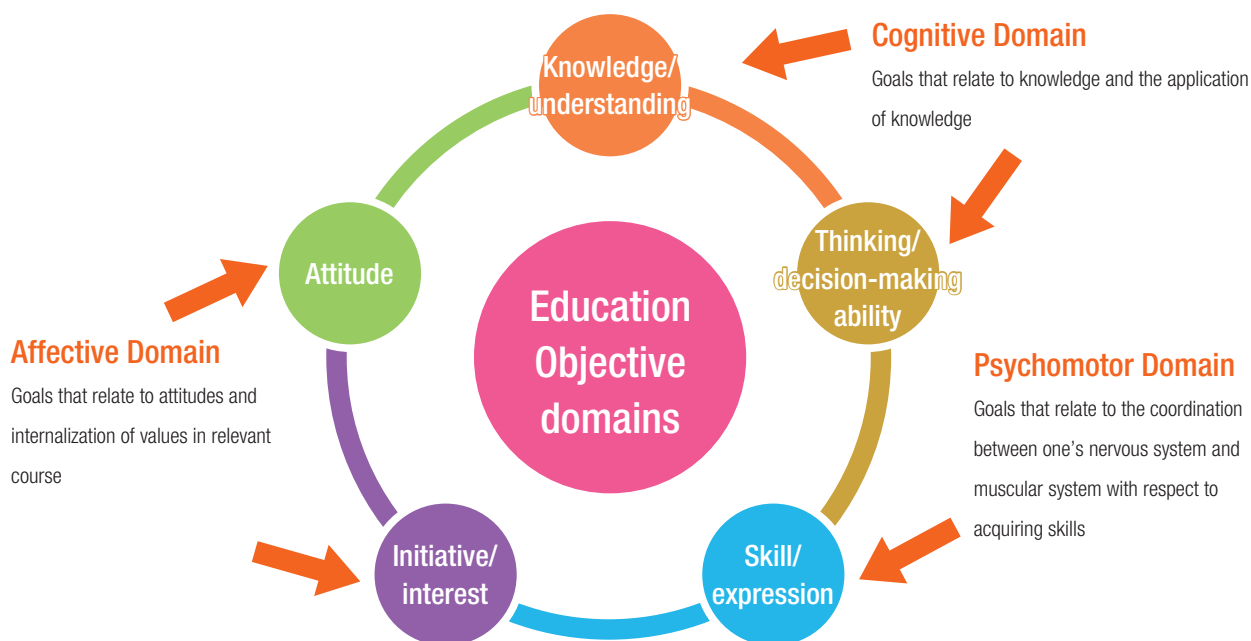 Cognitive Domain
Goals that relate to knowledge and the application
of knowledge
Knowledge/
understanding
Thinking/
decision-making
ability
Attitude
Education
Objective
domains
Affective Domain
Goals that relate to attitudes and
internalization of values in relevant
course
Psychomotor Domain
Goals that relate to the coordination
between one’s nervous system and
muscular system with respect to
acquiring skills
Initiative/
interest
Skill/
expression